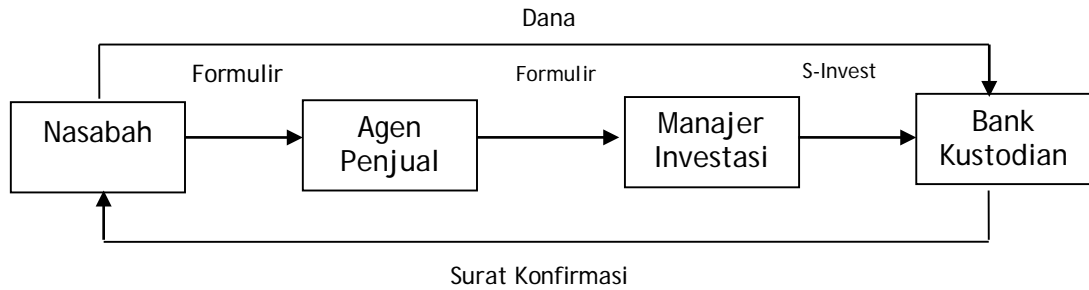 Dana
Formulir
Formulir
S-Invest
Nasabah
Agen
Penjual
Manajer
Investasi
Bank
Kustodian
Surat Konfirmasi